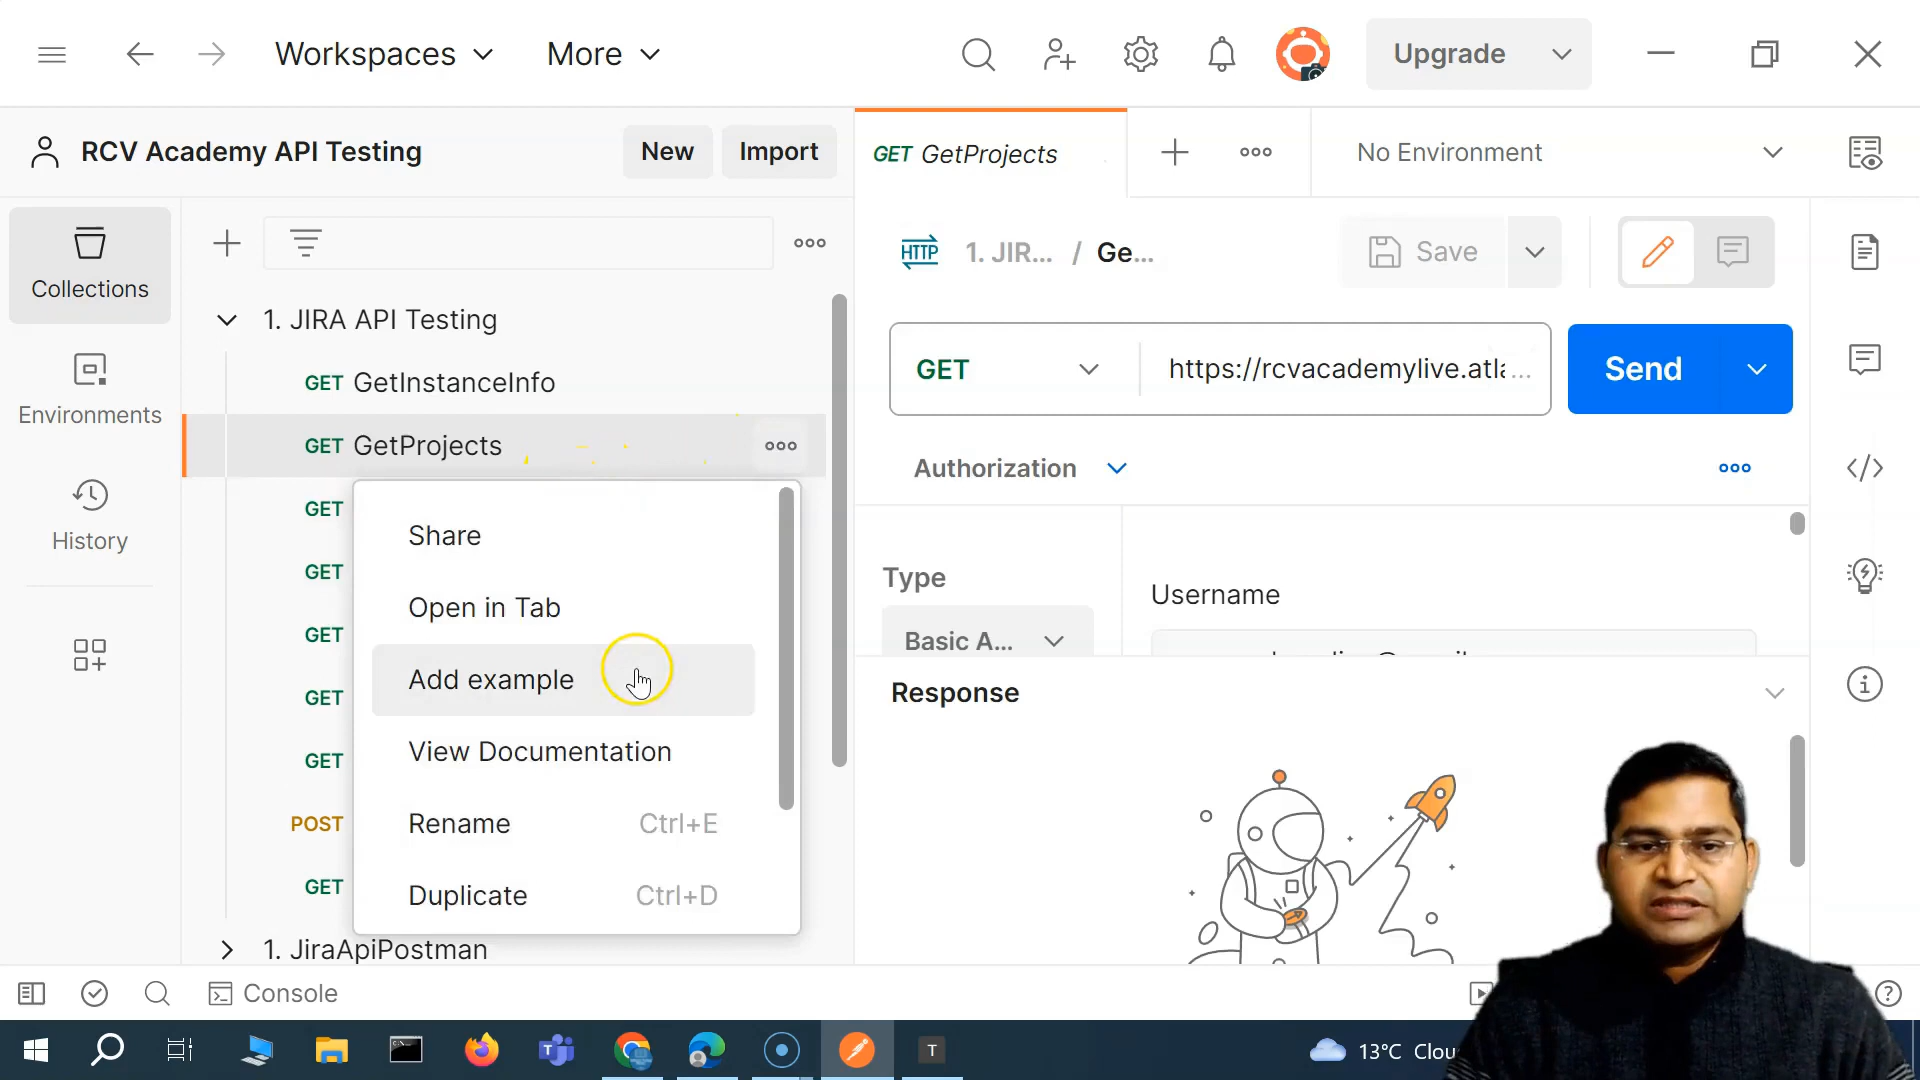 Workspaces
More
Upgrade
RCV Academy API Testing
New
Import
GET GetProjects
No Environment
Collections
Environments
History
1. JIRA API Testing
GET GetInstanceInfo
GET GetProjects
GET
GET
GET
GET
GET
POST
GET
Share
Open in Tab
Add example
View Documentation
Rename Ctrl+E
Duplicate Ctrl+D
1. JiraApiPostman
HTTP
1. JIR... / Ge...
Save
GET
https://rcvacademylive.atla...
Send
Authorization
Type
Basic A...
Username
Response
Console
T
13°C